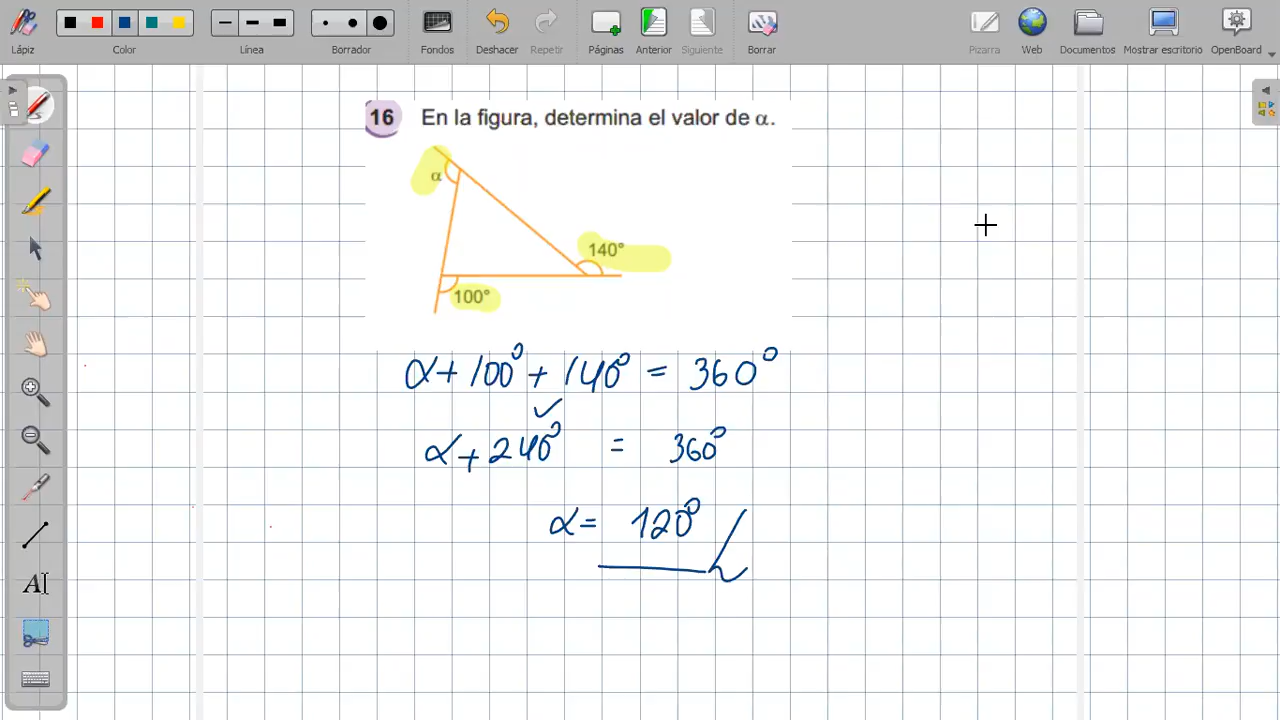 Lápiz Color Línea Borrador Fondos Deshacer Repetir Páginas Anterior Siguiente Borrar Pizarra Web Documentos Mostrar escritorio OpenBoard
16 En la figura, determina el valor de α.
α
140°
100°
α + 100° + 140° = 360°
α + 240° = 360°
α = 120°
A